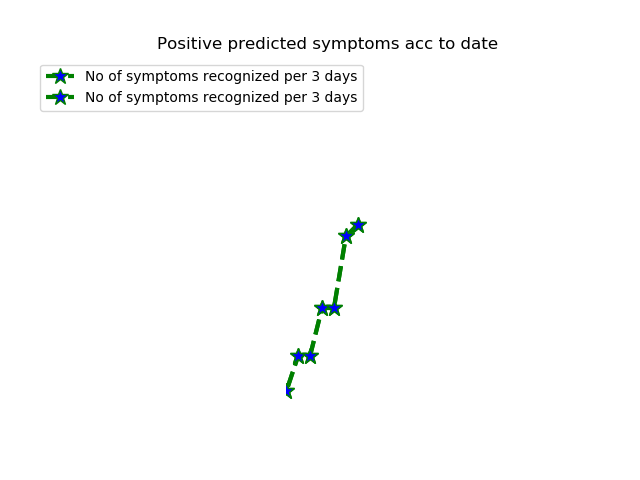 Positive predicted symptoms acc to date
No of symptoms recognized per 3 days
No of symptoms recognized per 3 days